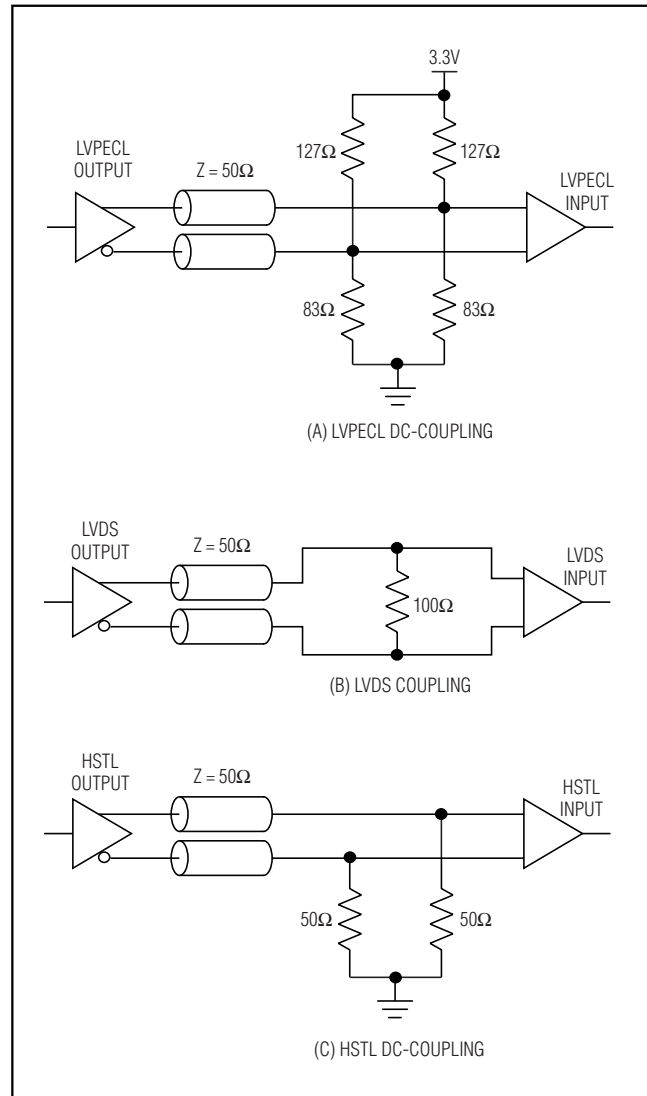 3.3V
127Ω
127Ω
LVPECL
OUTPUT
Z = 50Ω
LVPECL
INPUT
83Ω
83Ω
(A) LVPECL DC-COUPLING
LVDS
OUTPUT
Z = 50Ω
LVDS
INPUT
100Ω
(B) LVDS COUPLING
HSTL
OUTPUT
Z = 50Ω
HSTL
INPUT
50Ω
50Ω
(C) HSTL DC-COUPLING